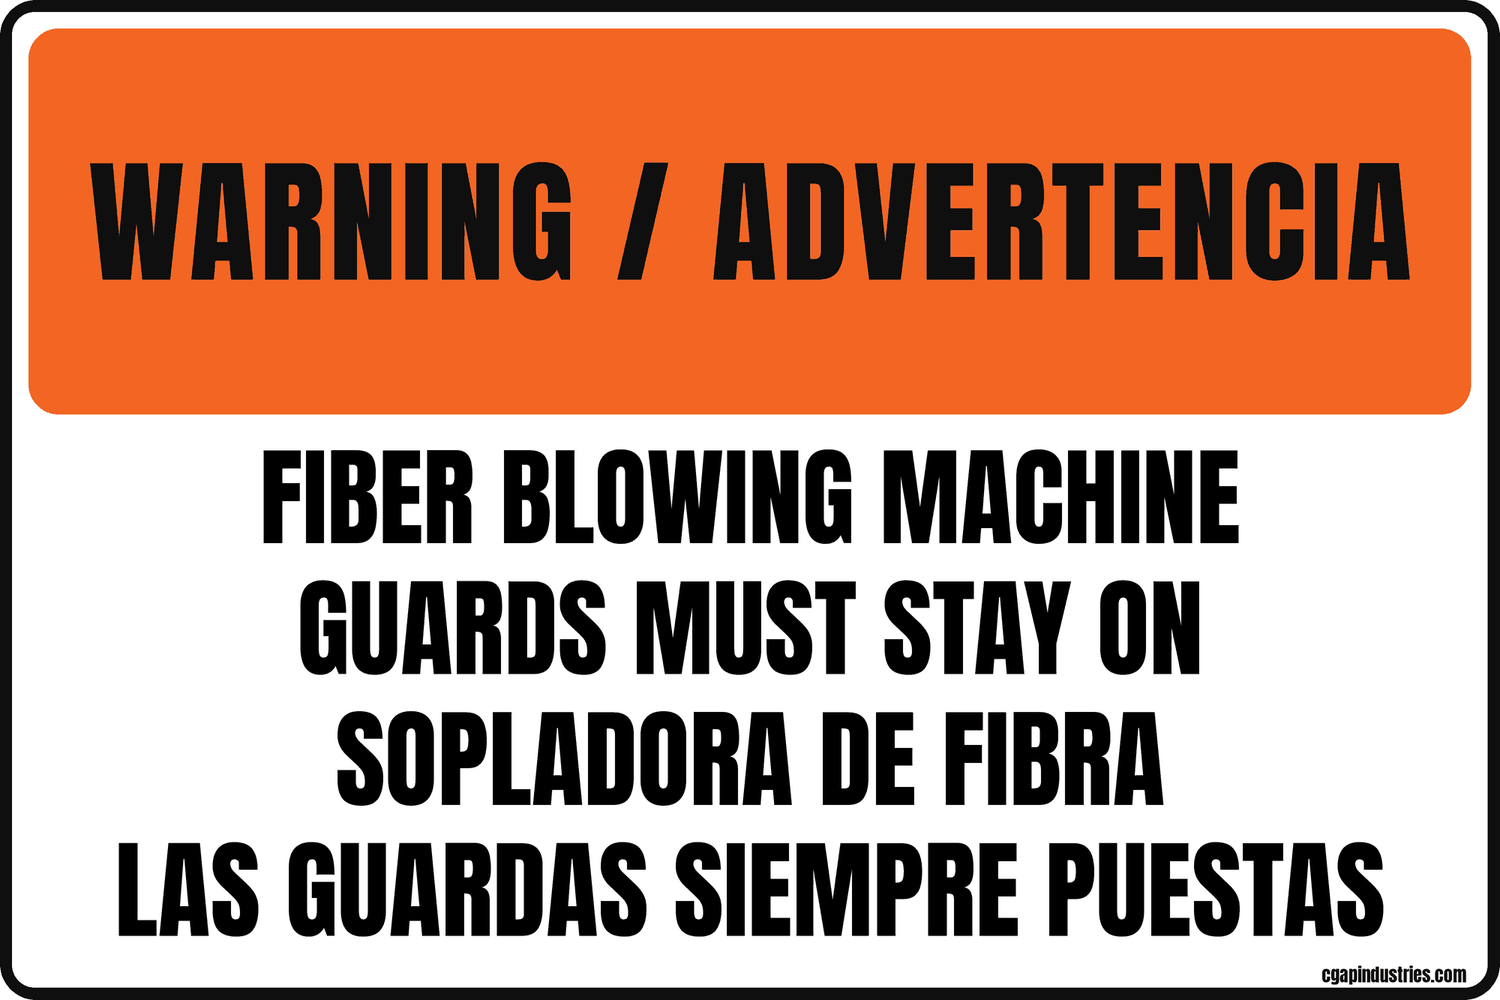 WARNING / ADVERTENCIA
FIBER BLOWING MACHINE
GUARDS MUST STAY ON
SOPLADORA DE FIBRA
LAS GUARDAS SIEMPRE PUESTAS
cgapindustries.com